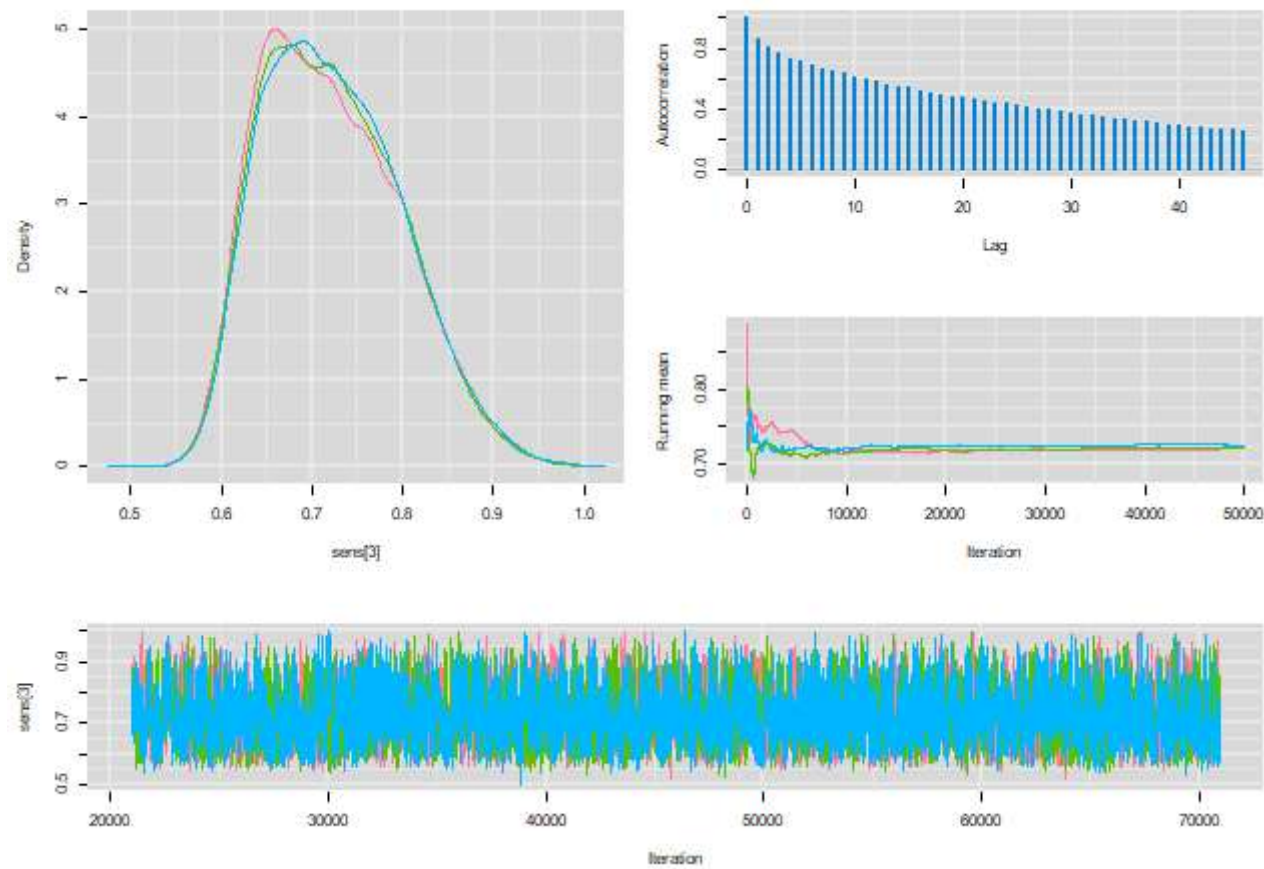 Density
0 1 2 3 4 5
0.5 0.6 0.7 0.8 0.9 1.0
sens[3]
Autocorrelation
0.0 0.4 0.8
0 10 20 30 40
Lag
Running mean
0.70 0.80
0 10000 20000 30000 40000 50000
Iteration
sens[3]
0.5 0.7 0.9
20000 30000 40000 50000 60000 70000
Iteration